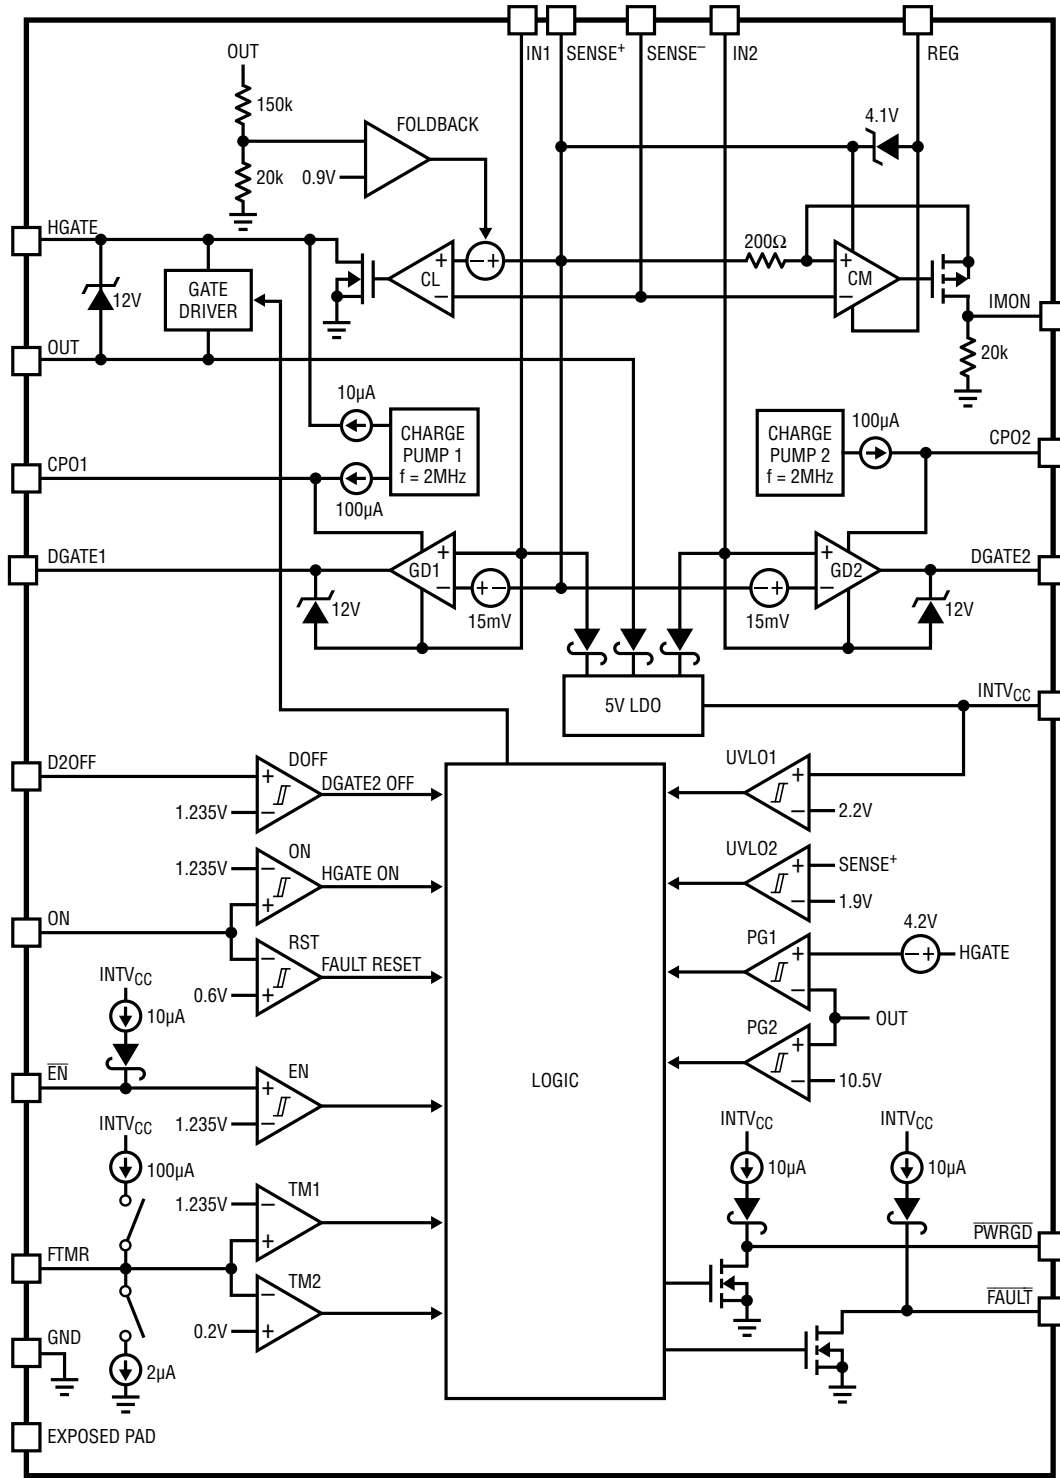 IN1
SENSE+
SENSE−
IN2
REG
OUT
150k
20k
0.9V
FOLDBACK
4.1V
HGATE
12V
GATE
DRIVER
− +
+
−
CL
200Ω
+
−
CM
IMON
20k
OUT
10µA
100µA
CHARGE
PUMP 1
f = 2MHz
CHARGE
PUMP 2
f = 2MHz
100µA
CPO1
CPO2
DGATE1
12V
+
−
GD1
+ −
15mV
− +
15mV
+
−
GD2
DGATE2
12V
5V LDO
INTVCC
D2OFF
1.235V
+
−
DOFF
DGATE2 OFF
1.235V
−
+
ON
HGATE ON
ON
0.6V
−
+
RST
FAULT RESET
INTVCC
10µA
EN
1.235V
+
−
EN
INTVCC
100µA
1.235V
−
+
TM1
FTMR
0.2V
−
+
TM2
2µA
GND
EXPOSED PAD
LOGIC
UVLO1
+
−
2.2V
UVLO2
+
−
SENSE+
1.9V
PG1
+
−
4.2V
− +
HGATE
OUT
PG2
+
−
10.5V
INTVCC
10µA
INTVCC
10µA
PWRGD
FAULT